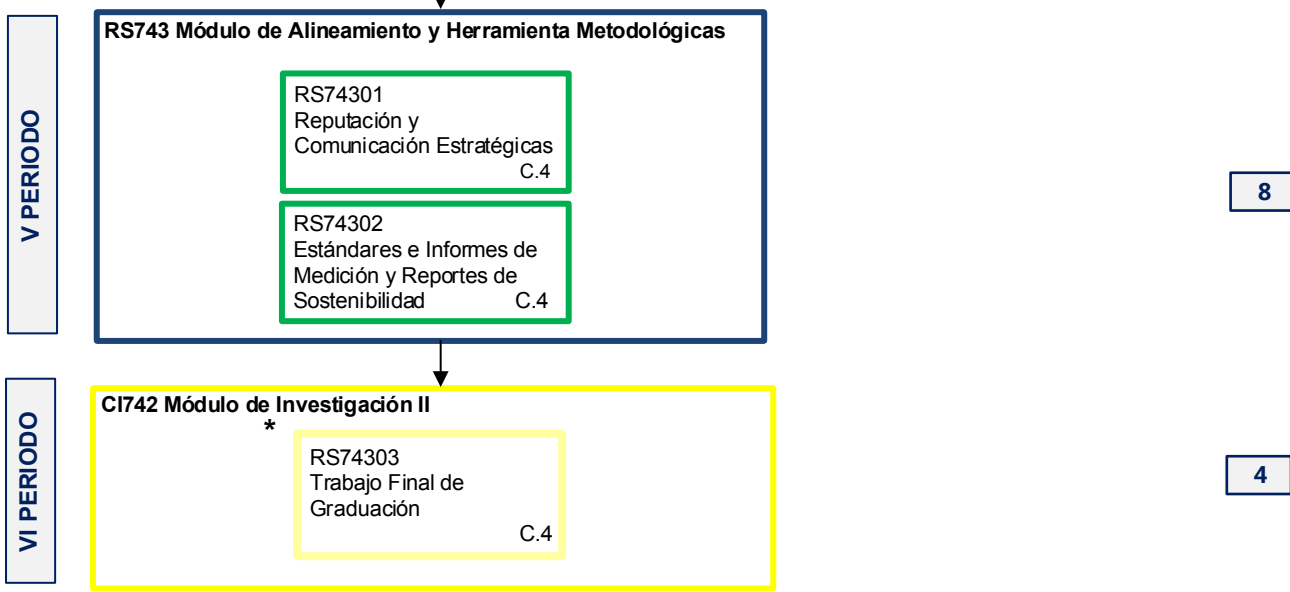 V PERIODO
RS743 Módulo de Alineamiento y Herramienta Metodológicas
RS74301
Reputación y
Comunicación Estratégicas
C.4
RS74302
Estándares e Informes de
Medición y Reportes de
Sostenibilidad C.4
8
VI PERIODO
CI742 Módulo de Investigación II
*
RS74303
Trabajo Final de
Graduación
C.4
4